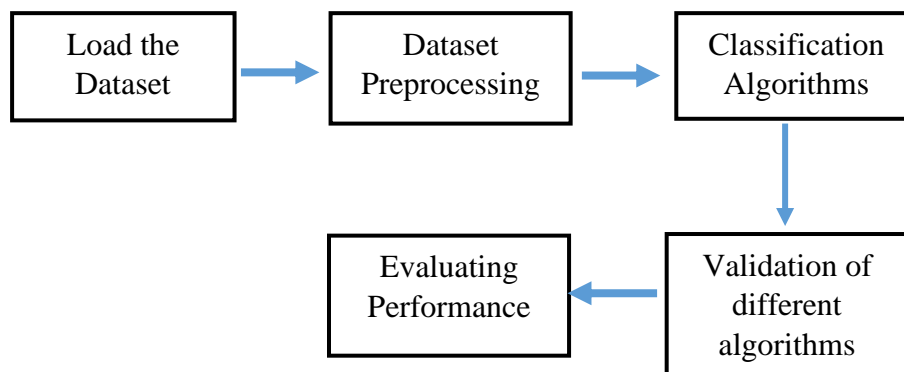 Load the
Dataset
Dataset
Preprocessing
Classification
Algorithms
Validation of
different
algorithms
Evaluating
Performance